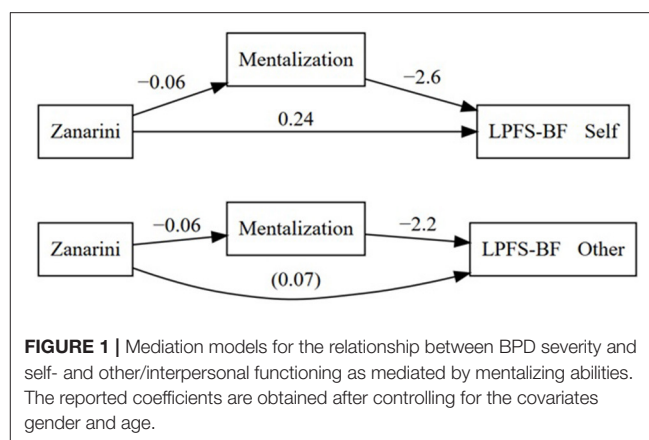 Mentalization
−0.06
−2.6
0.24
Zanarini
LPFS-BF Self
Mentalization
−0.06
−2.2
Zanarini
LPFS-BF Other
(0.07)
FIGURE 1 | Mediation models for the relationship between BPD severity and
self- and other/interpersonal functioning as mediated by mentalizing abilities.
The reported coefficients are obtained after controlling for the covariates
gender and age.